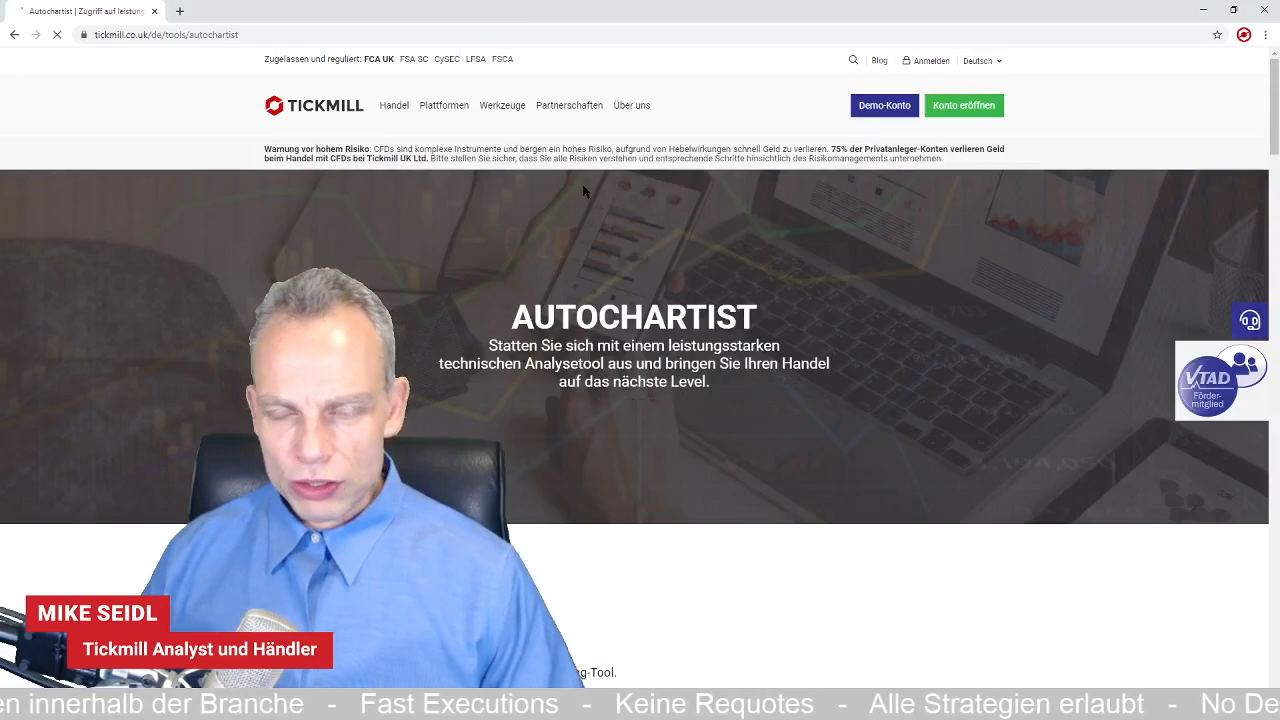 Autochartist | Zugriff auf leistung
tickmill.co.uk/de/tools/autochartist
Zugelassen und reguliert: FCA UK FSA SC CySEC LFSA FSCA
Blog Anmelden Deutsch
TICKMILL Handel Plattformen Werkzeuge Partnerschaften Über uns Demo-Konto Konto eröffnen
Warnung vor hohem Risiko: CFDs sind komplexe Instrumente und bergen ein hohes Risiko, aufgrund von Hebelwirkungen schnell Geld zu verlieren. 75% der Privatanleger-Konten verlieren Geld
beim Handel mit CFDs bei Tickmill UK Ltd. Bitte stellen Sie sicher, dass Sie alle Risiken verstehen und entsprechende Schritte hinsichtlich des Risikomanagements unternehmen.
AUTOCHARTIST
Statten Sie sich mit einem leistungsstarken
technischen Analysetool aus und bringen Sie Ihren Handel
auf das nächste Level.
VTAD
Förder-
mitglied
MIKE SEIDL
Tickmill Analyst und Händler
ng-Tool.
en innerhalb der Branche - Fast Executions - Keine Requotes - Alle Strategien erlaubt - No De